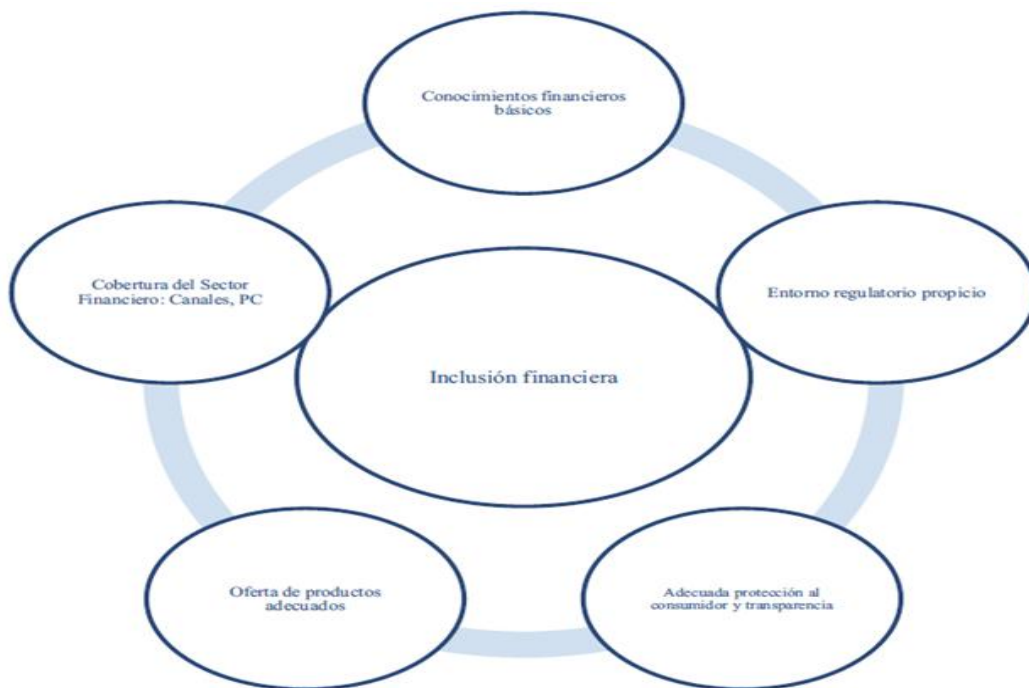 Conocimientos financieros
básicos
Cobertura del Sector
Financiero: Canales, PC
Entorno regulatorio propicio
Inclusión financiera
Oferta de productos
adecuados
Adecuada protección al
consumidor y transparencia